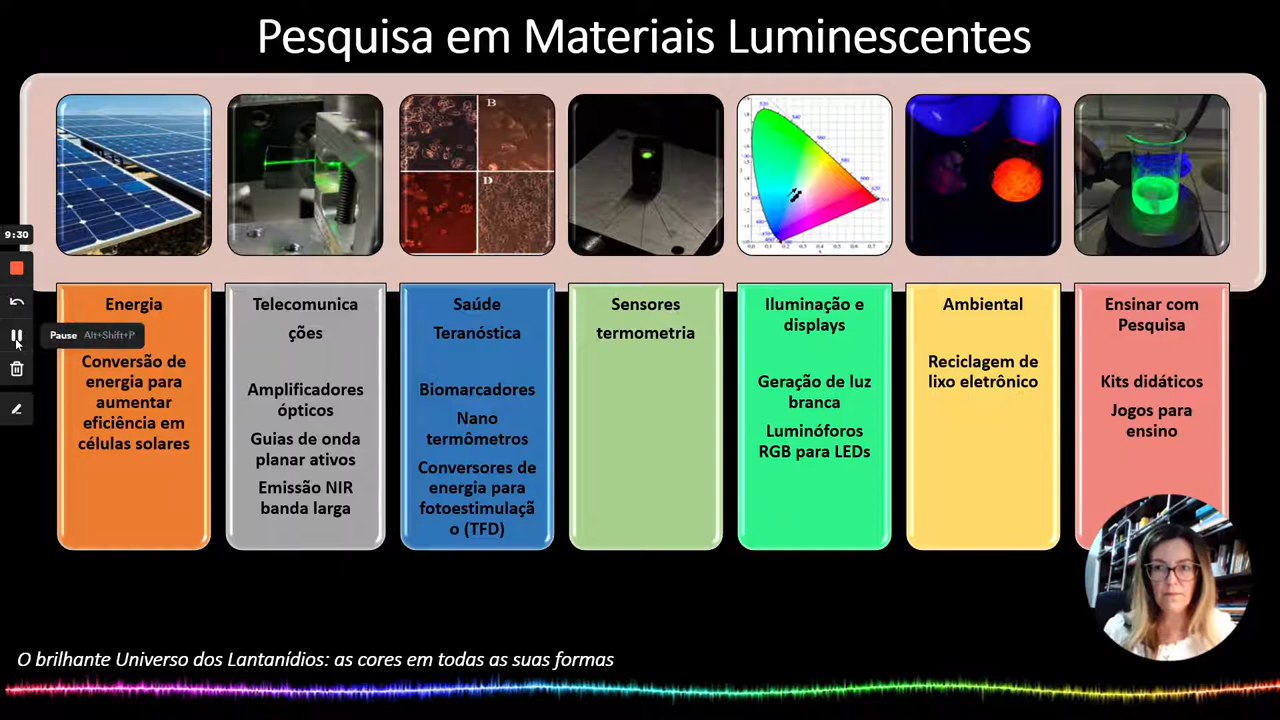 Pesquisa em Materiais Luminescentes
B
D
9:30
Pause Alt+Shift+P
Energia
Conversão de
energia para
aumentar
eficiência em
células solares
Telecomunica
ções
Amplificadores
ópticos
Guias de onda
planar ativos
Emissão NIR
banda larga
Saúde
Teranóstica
Biomarcadores
Nano
termômetros
Conversores de
energia para
fotoestimulaçã
o (TFD)
Sensores
termometria
Iluminação e
displays
Geração de luz
branca
Luminóforos
RGB para LEDs
Ambiental
Reciclagem de
lixo eletrônico
Ensinar com
Pesquisa
Kits didáticos
Jogos para
ensino
O brilhante Universo dos Lantanídios: as cores em todas as suas formas